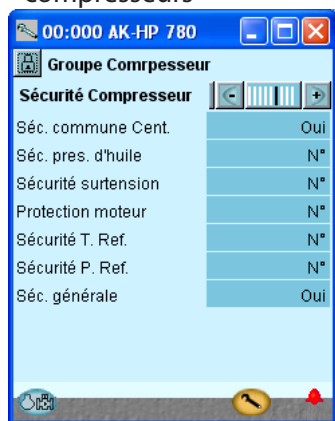 compresseurs
00:000 AK-HP 780
Groupe Comrpesseur
Sécurité Compresseur - +
Séc. commune Cent. Oui
Séc. pres. d'huile N°
Sécurité surtension N°
Protection moteur N°
Sécurité T. Ref. N°
Sécurité P. Ref. N°
Séc. générale Oui